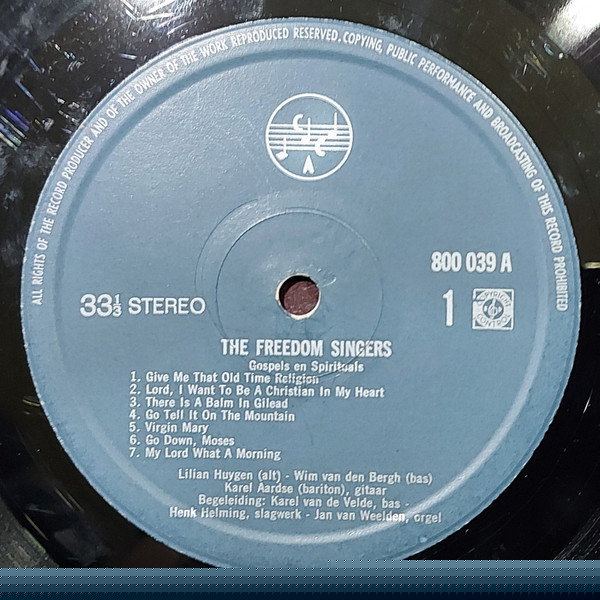 ALL RIGHTS OF THE RECORD PRODUCER AND OF THE OWNER OF THE WORK REPRODUCED RESERVED. COPYING, PUBLIC PERFORMANCE AND BROADCASTING OF THIS RECORD PROHIBITED
A
800 039 A
33⅓ STEREO
1
COPYRIGHT
CONTROL
THE FREEDOM SINGERS
Gospels en Spirituals
1. Give Me That Old Time Religion
2. Lord, I Want To Be A Christian In My Heart
3. There Is A Balm In Gilead
4. Go Tell It On The Mountain
5. Virgin Mary
6. Go Down, Moses
7. My Lord What A Morning
Lilian Huygen (alt) - Wim van den Bergh (bas)
Karel Aardse (bariton), gitaar
Begeleiding: Karel van de Velde, bas -
Henk Helming, slagwerk - Jan van Weelden, orgel